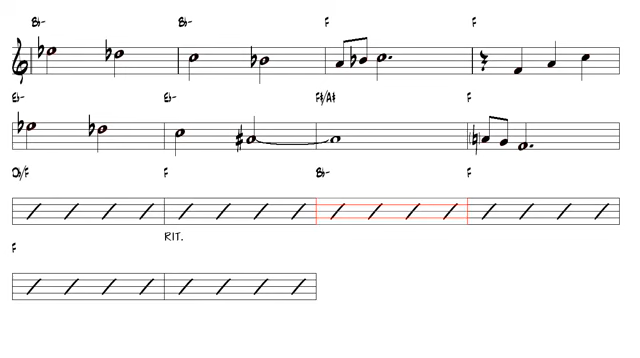 B♭- B♭- F F
E♭- E♭- F♯/A♯ F
D♭/F F B♭- F
RIT.
F